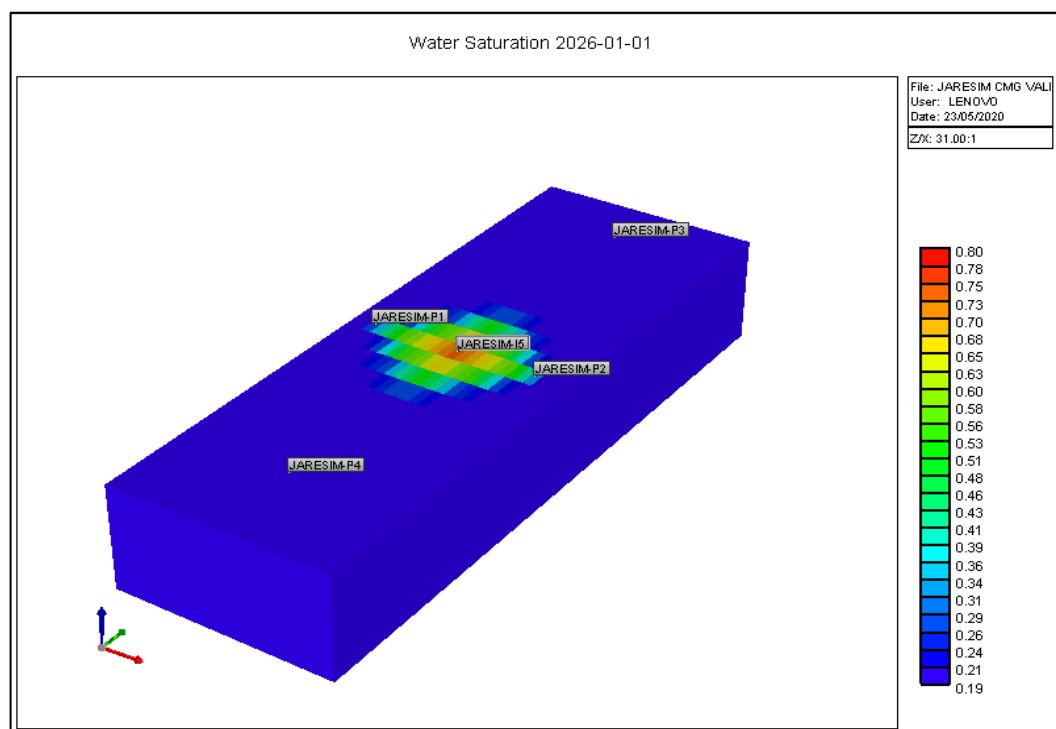 Water Saturation 2026-01-01
File: JARESIM CMG VALI
User: LENOVO
Date: 23/05/2020
Z/X: 31.00:1
JARESIM-P3
JARESIM-P1
JARESIM-I5
JARESIM-P2
JARESIM-P4
0.80
0.78
0.75
0.73
0.70
0.68
0.65
0.63
0.60
0.58
0.56
0.53
0.51
0.48
0.46
0.43
0.41
0.39
0.36
0.34
0.31
0.29
0.26
0.24
0.21
0.19